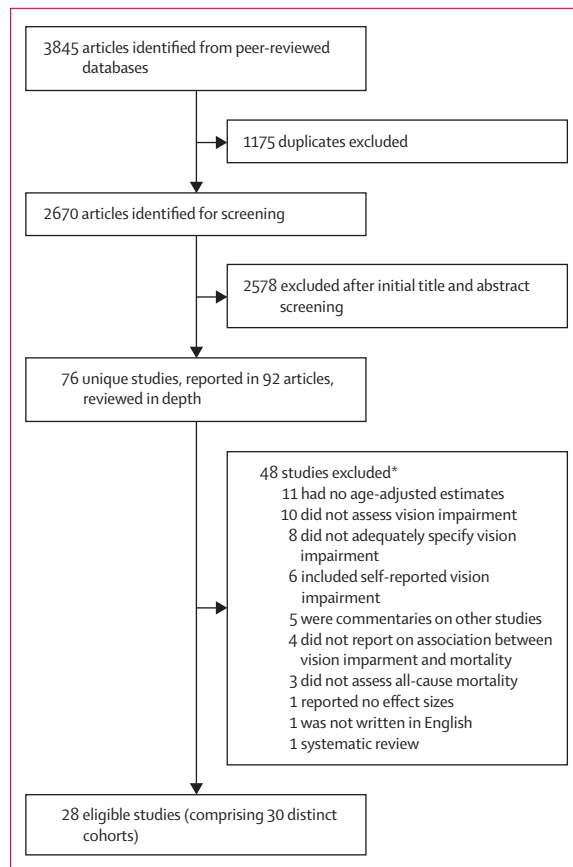 3845 articles identified from peer-reviewed
databases
1175 duplicates excluded
2670 articles identified for screening
2578 excluded after initial title and abstract
screening
76 unique studies, reported in 92 articles,
reviewed in depth
48 studies excluded*
11 had no age-adjusted estimates
10 did not assess vision impairment
8 did not adequately specify vision
impairment
6 included self-reported vision
impairment
5 were commentaries on other studies
4 did not report on association between
vision imparment and mortality
3 did not assess all-cause mortality
1 reported no effect sizes
1 was not written in English
1 systematic review
28 eligible studies (comprising 30 distinct
cohorts)